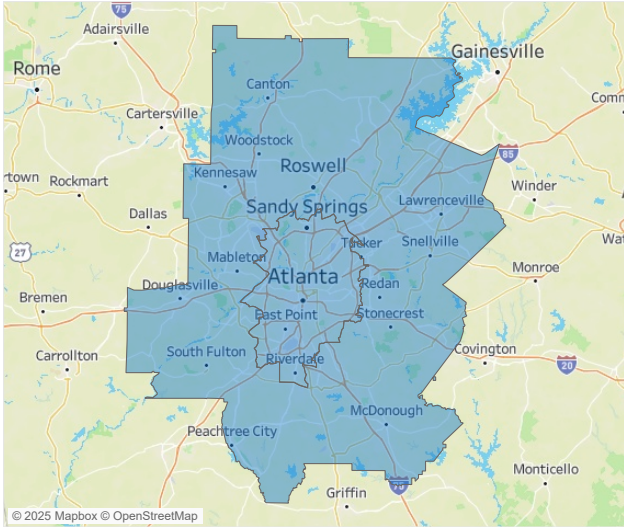 75
Adairsville
Gainesville
Rome
Canton
Comm
Cartersville
Woodstock
Roswell
85
rtown
Rockmart
Kennesaw
Winder
Dallas
Sandy Springs
Lawrenceville
Wat
27
Tucker
Snellville
Mableton
Atlanta
Monroe
Douglasville
Redan
Bremen
East Point
Stonecrest
Carrollton
South Fulton
Riverdale
Covington
20
McDonough
Peachtree City
Monticello
75
Griffin
© 2025 Mapbox © OpenStreetMap